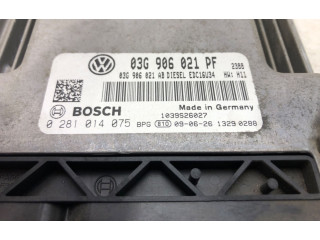 03G 906 021 PF 2388
03G 906 021 AB DIESEL EDC16U34 HW: H11
BOSCH Made in Germany
1039S26027
0 281 014 075 BPS 610 09-06-26 1329 0288